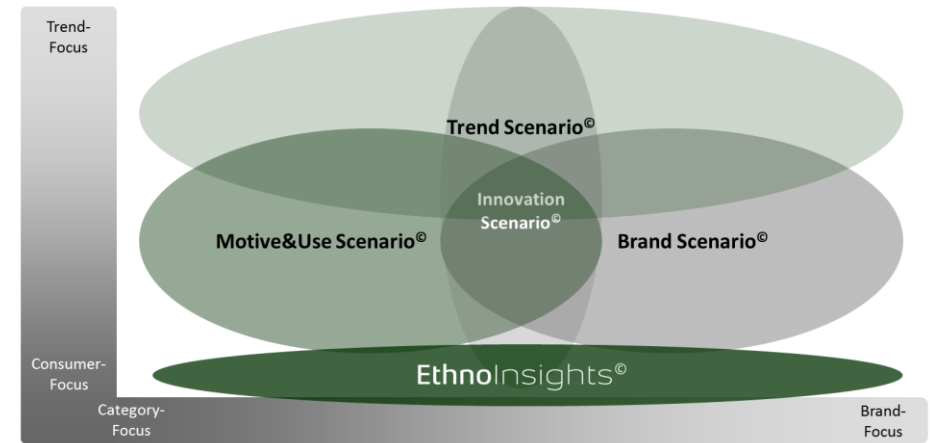 Trend-
Focus
Trend Scenario©
Innovation
Scenario©
Motive&Use Scenario©
Brand Scenario©
Consumer-
Focus
EthnoInsights©
Category-
Focus
Brand-
Focus